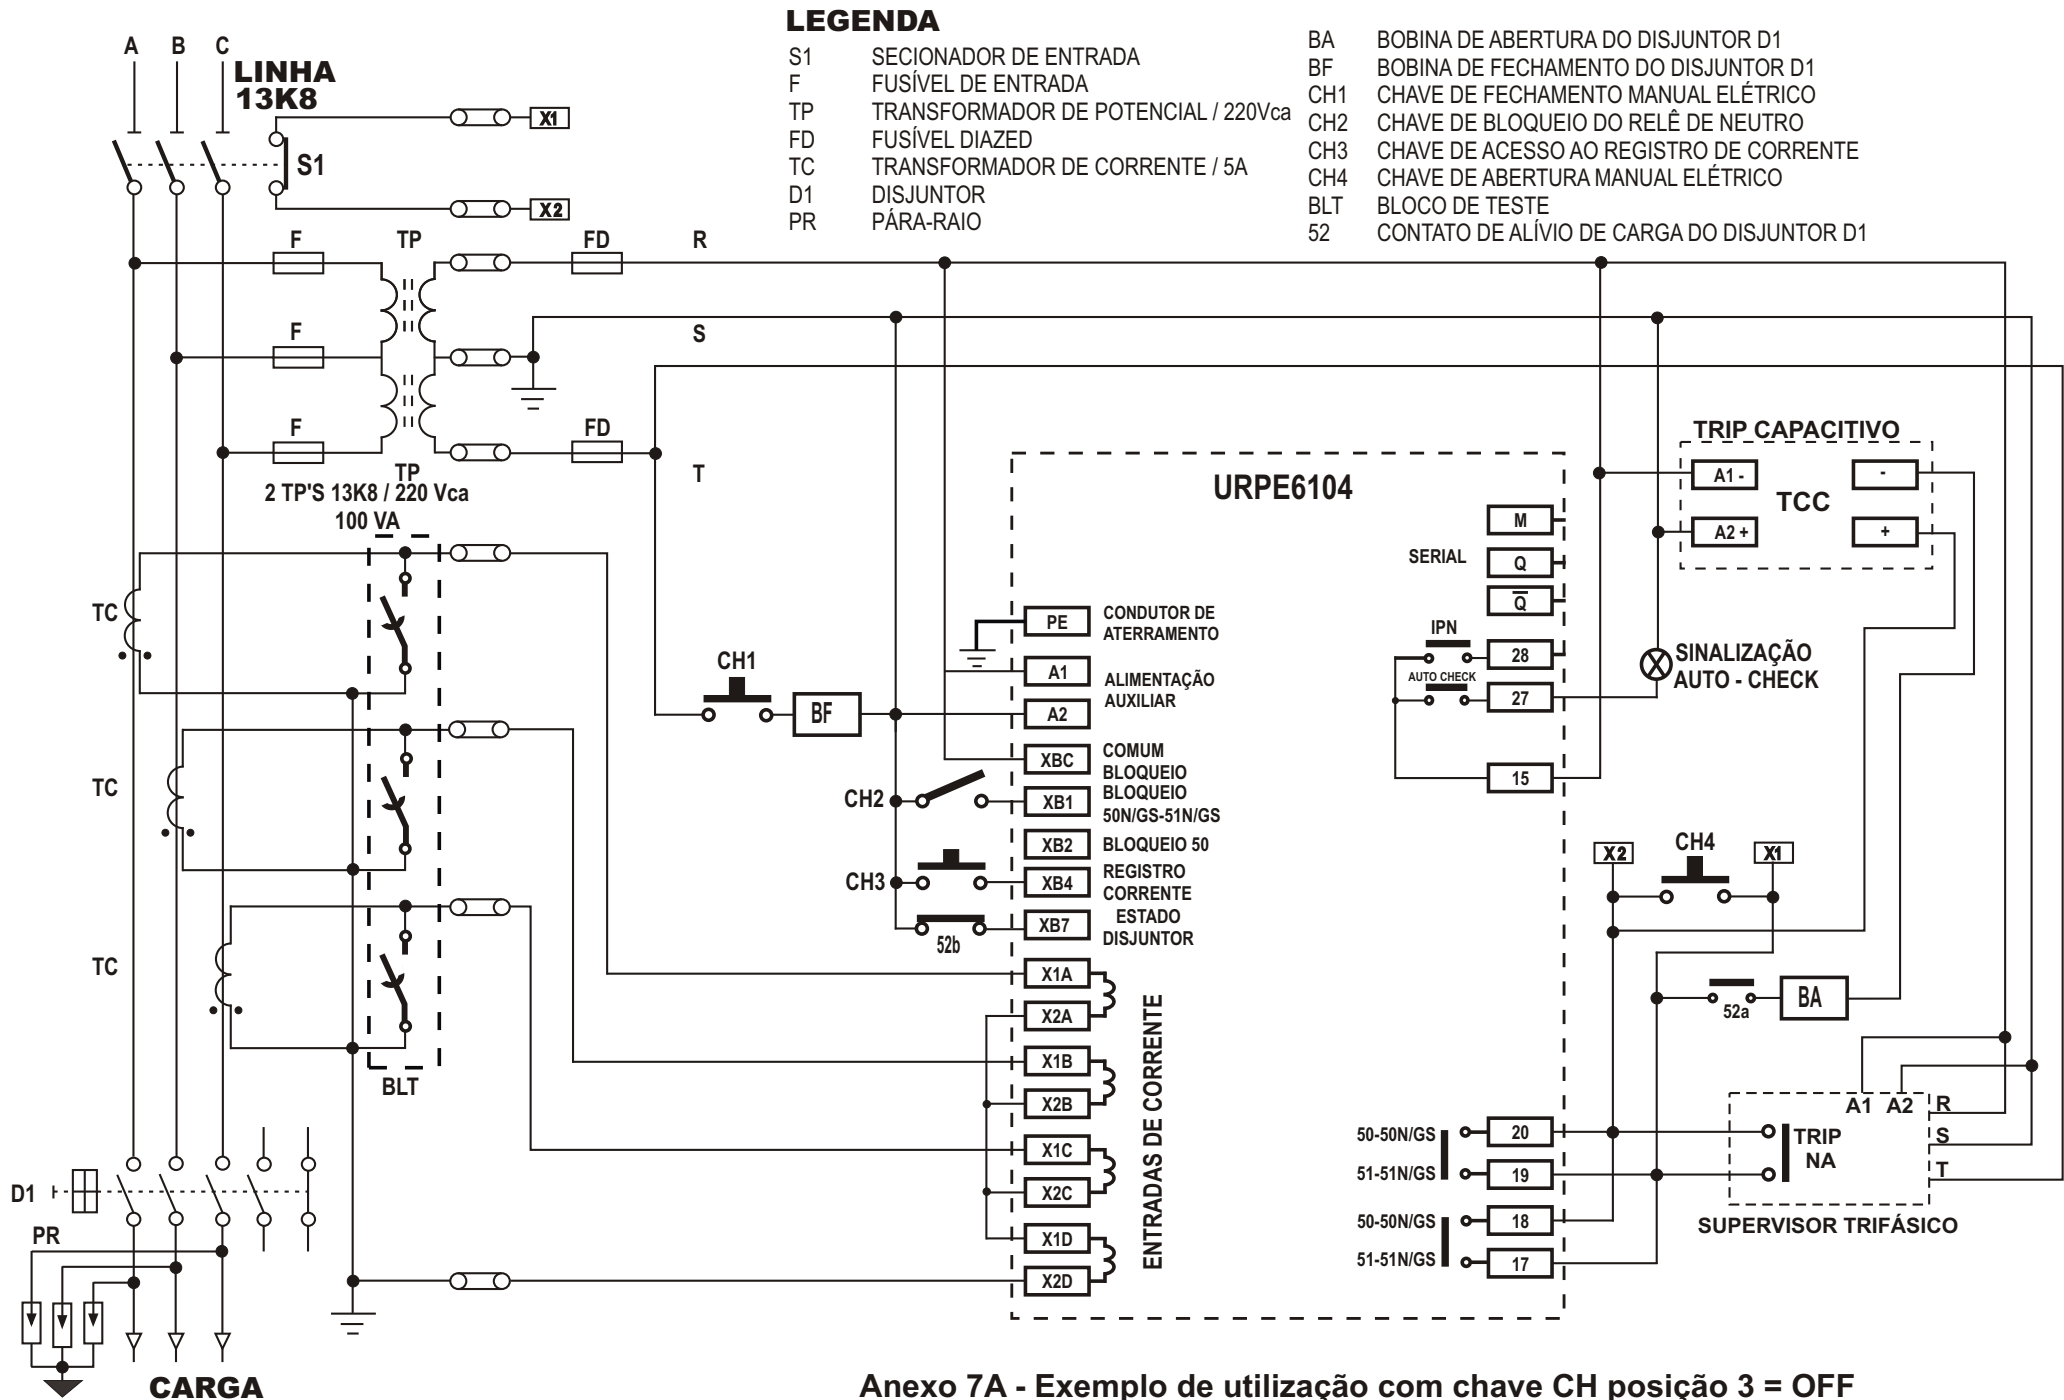 LEGENDA
S1 SECIONADOR DE ENTRADA
F FUSÍVEL DE ENTRADA
TP TRANSFORMADOR DE POTENCIAL / 220Vca
FD FUSÍVEL DIAZED
TC TRANSFORMADOR DE CORRENTE / 5A
D1 DISJUNTOR
PR PÁRA-RAIO
BA BOBINA DE ABERTURA DO DISJUNTOR D1
BF BOBINA DE FECHAMENTO DO DISJUNTOR D1
CH1 CHAVE DE FECHAMENTO MANUAL ELÉTRICO
CH2 CHAVE DE BLOQUEIO DO RELÊ DE NEUTRO
CH3 CHAVE DE ACESSO AO REGISTRO DE CORRENTE
CH4 CHAVE DE ABERTURA MANUAL ELÉTRICO
BLT BLOCO DE TESTE
52 CONTATO DE ALÍVIO DE CARGA DO DISJUNTOR D1
A B C
LINHA
13K8
X1
S1
X2
F TP FD R
F S
F FD
T
TP
2 TP'S 13K8 / 220 Vca
100 VA
TC
TC
TC
BLT
D1
PR
CARGA
CH1
BF
CH2
CH3
52b
URPE6104
PE CONDUTOR DE
ATERRAMENTO
A1 ALIMENTAÇÃO
A2 AUXILIAR
XBC COMUM
BLOQUEIO
XB1 BLOQUEIO
50N/GS-51N/GS
XB2 BLOQUEIO 50
XB4 REGISTRO
CORRENTE
XB7 ESTADO
DISJUNTOR
X1A
X2A
X1B
X2B
X1C
X2C
X1D
X2D
ENTRADAS DE CORRENTE
M
SERIAL Q
Q̅
IPN
28
AUTO CHECK
27
15
50-50N/GS 20
51-51N/GS 19
50-50N/GS 18
51-51N/GS 17
TRIP CAPACITIVO
A1 - -
TCC
A2 + +
SINALIZAÇÃO
AUTO - CHECK
X2 CH4 X1
52a
BA
A1 A2 R
S
T
TRIP
NA
SUPERVISOR TRIFÁSICO
Anexo 7A - Exemplo de utilização com chave CH posição 3 = OFF